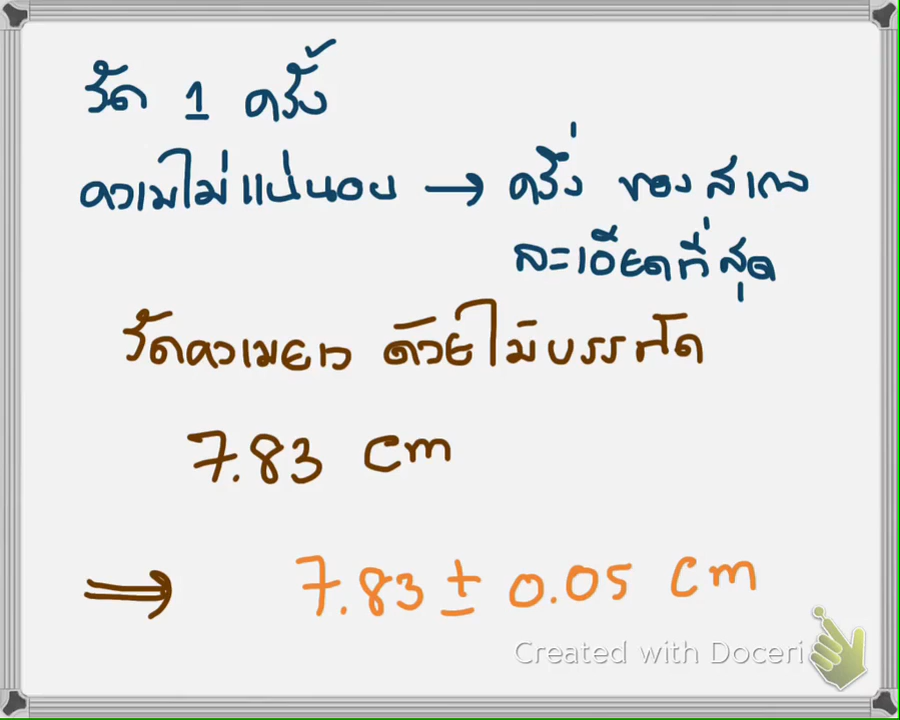 วัด 1 ครั้ง
ความไม่แน่นอน → ครึ่ง ของสเกล
ละเอียดที่สุด
วัดความยาว ด้วยไม้บรรทัด
7.83 cm
⇒ 7.83 ± 0.05 cm
Created with Doceri